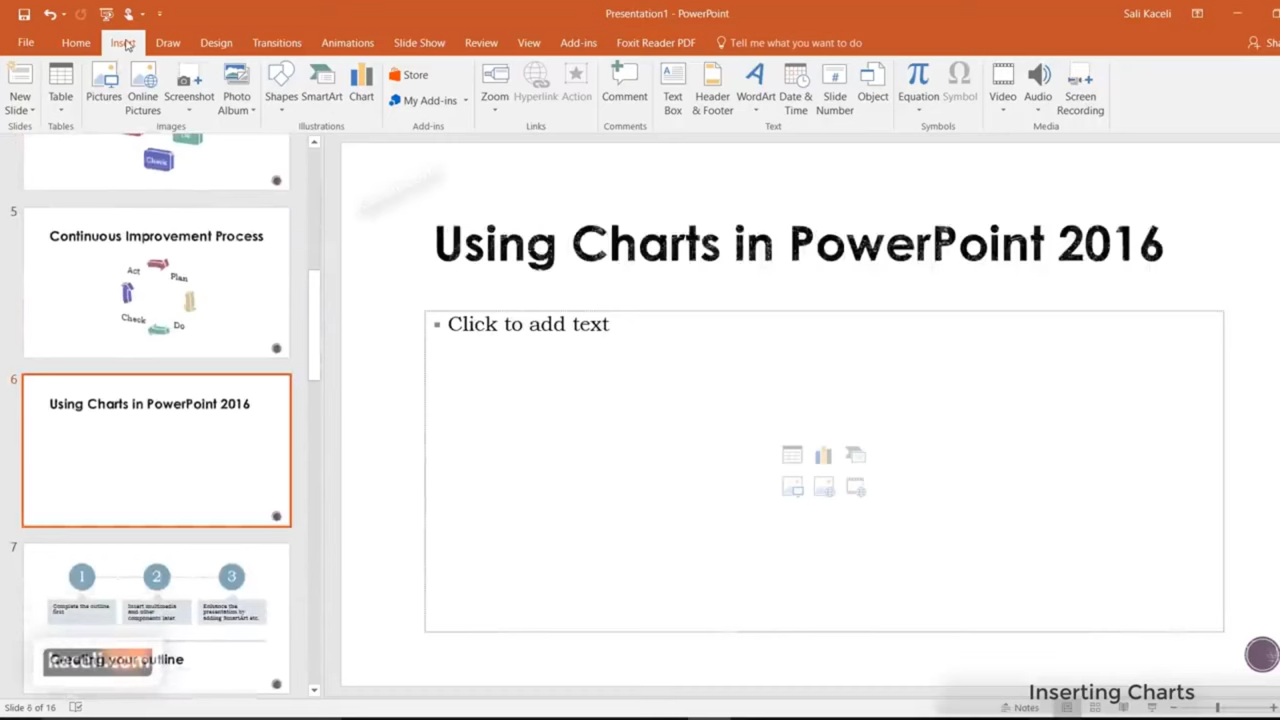 Presentation1 - PowerPoint
Sali Kaceli
File Home Insert Draw Design Transitions Animations Slide Show Review View Add-ins Foxit Reader PDF Tell me what you want to do
New Slide
Table
Pictures
Online Pictures
Screenshot
Photo Album
Shapes
SmartArt
Chart
Store
My Add-ins
Zoom
Hyperlink
Action
Comment
Text Box
Header & Footer
WordArt
Date & Time
Slide Number
Object
Equation
Symbol
Video
Audio
Screen Recording
Slides Tables Images Illustrations Add-ins Links Comments Text Symbols Media
Check
5
Continuous Improvement Process
Act
Plan
Check
Do
6
Using Charts in PowerPoint 2016
7
1 2 3
Complete the outline first
Insert multimedia and other components later
Enhance the presentation by adding SmartArt etc.
Creating your outline
Using Charts in PowerPoint 2016
Click to add text
Inserting Charts
Slide 6 of 16
Notes